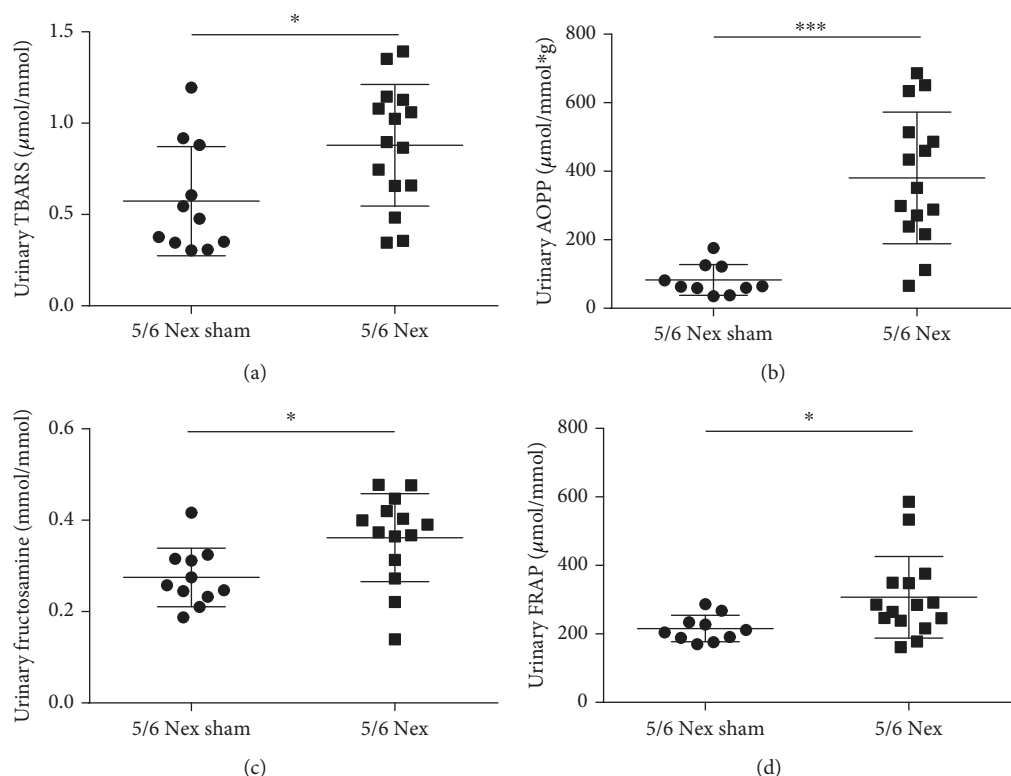 (a)
*
Urinary TBARS (μmol/mmol)
1.5
1.0
0.5
0.0
5/6 Nex sham
5/6 Nex
(b)
***
Urinary AOPP (μmol/mmol*g)
800
600
400
200
0
5/6 Nex sham
5/6 Nex
(c)
*
Urinary fructosamine (mmol/mmol)
0.6
0.4
0.2
0.0
5/6 Nex sham
5/6 Nex
(d)
*
Urinary FRAP (μmol/mmol)
800
600
400
200
0
5/6 Nex sham
5/6 Nex